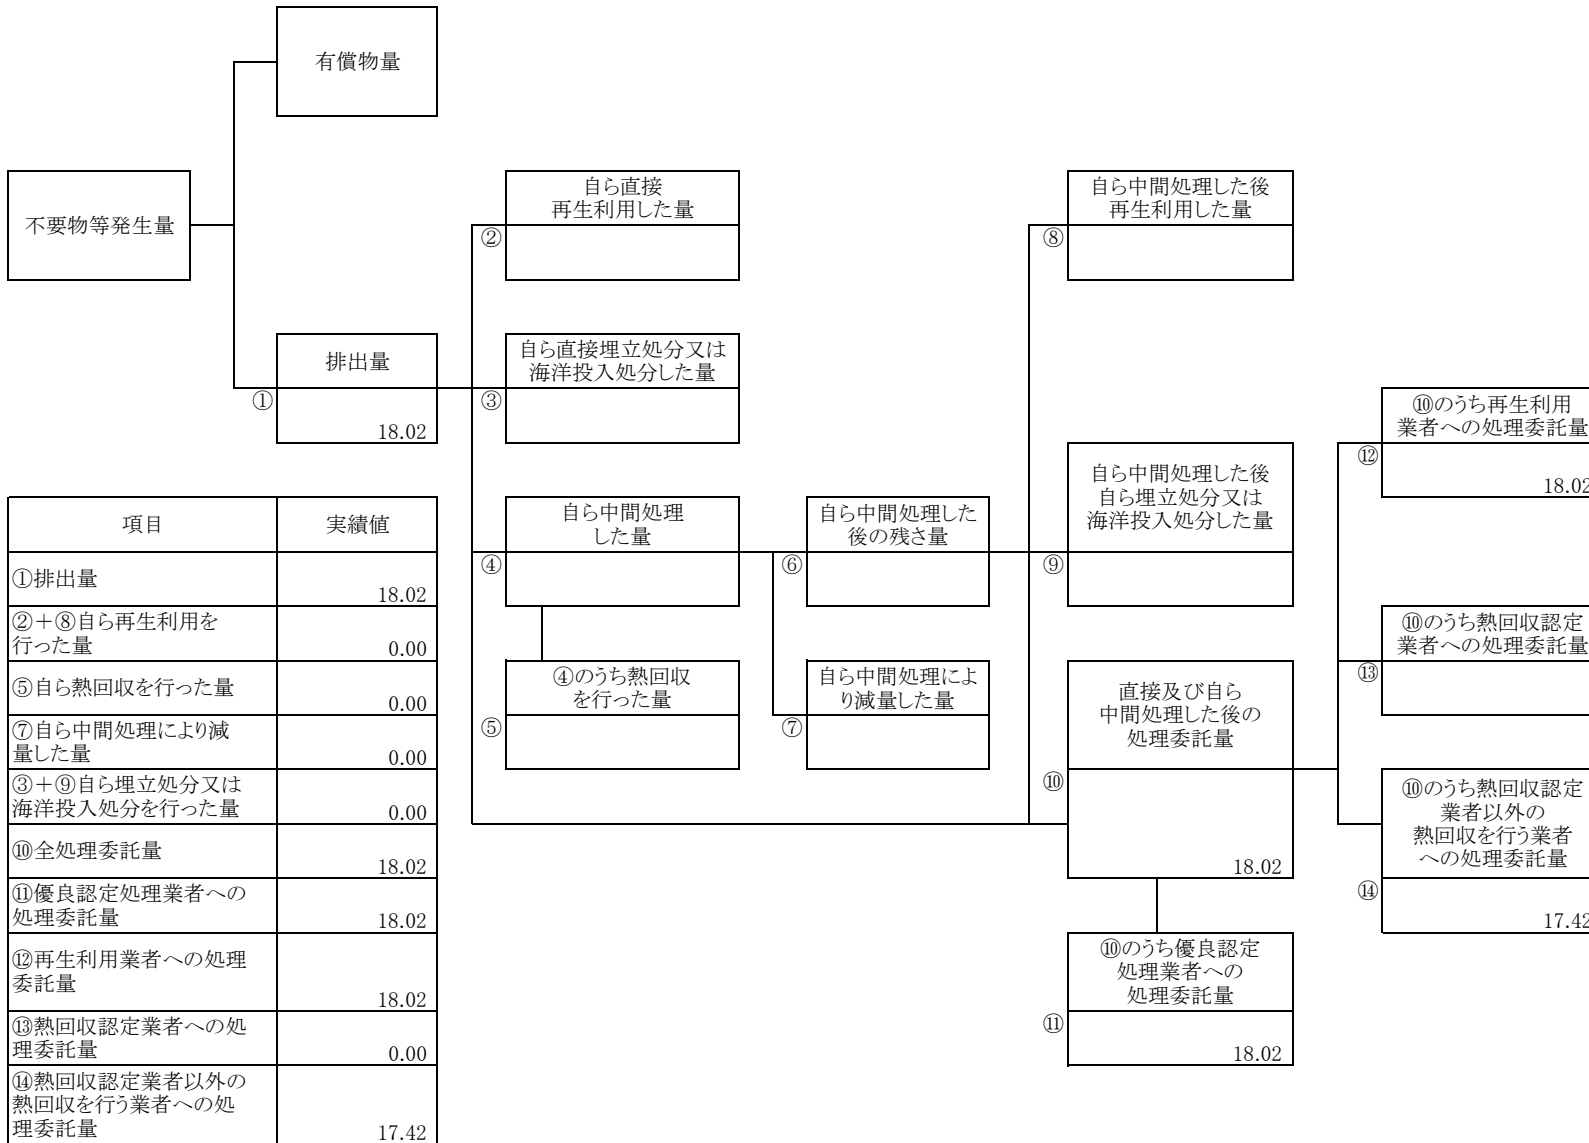 有償物量
不要物等発生量
自ら直接
再生利用した量
②
自ら中間処理した後
再生利用した量
⑧
排出量
①
18.02
自ら直接埋立処分又は
海洋投入処分した量
③
⑩のうち再生利用
業者への処理委託量
⑫
18.02
自ら中間処理
した量
④
自ら中間処理した
後の残さ量
⑥
自ら中間処理した後
自ら埋立処分又は
海洋投入処分した量
⑨
④のうち熱回収
を行った量
⑤
自ら中間処理によ
り減量した量
⑦
直接及び自ら
中間処理した後の
処理委託量
⑩
18.02
⑩のうち熱回収認定
業者への処理委託量
⑬
⑩のうち熱回収認定
業者以外の
熱回収を行う業者
への処理委託量
⑭
17.42
⑩のうち優良認定
処理業者への
処理委託量
⑪
18.02
項目 実績値
①排出量
18.02
②+⑧自ら再生利用を
行った量 0.00
⑤自ら熱回収を行った量
0.00
⑦自ら中間処理により減
量した量 0.00
③+⑨自ら埋立処分又は
海洋投入処分を行った量 0.00
⑩全処理委託量
18.02
⑪優良認定処理業者への
処理委託量 18.02
⑫再生利用業者への処理
委託量
18.02
⑬熱回収認定業者への処
理委託量 0.00
⑭熱回収認定業者以外の
熱回収を行う業者への処
理委託量 17.42